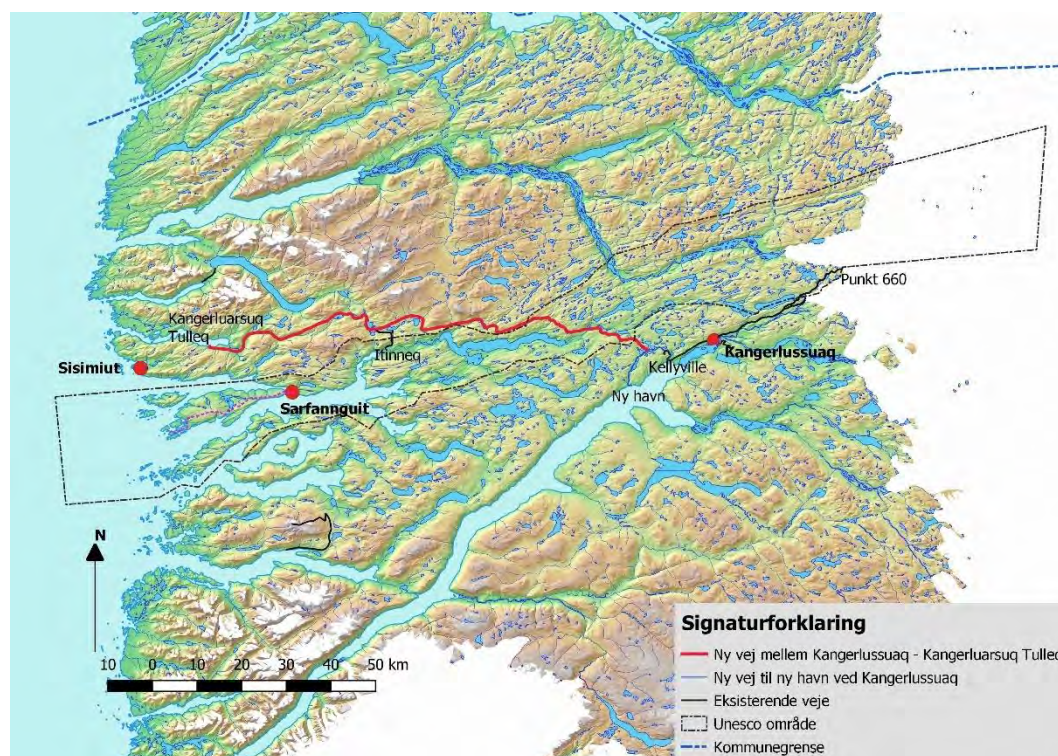 Punkt 660
Kangerluarsuq
Tulleq
Itinneq
Kangerlussuaq
Kellyville
Sisimiut
Ny havn
Sarfannguit
N
10 0 10 20 30 40 50 km
Signaturforklaring
Ny vej mellem Kangerlussuaq - Kangerluarsuq Tulleq
Ny vej til ny havn ved Kangerlussuaq
Eksisterende veje
Unesco område
Kommunegrense